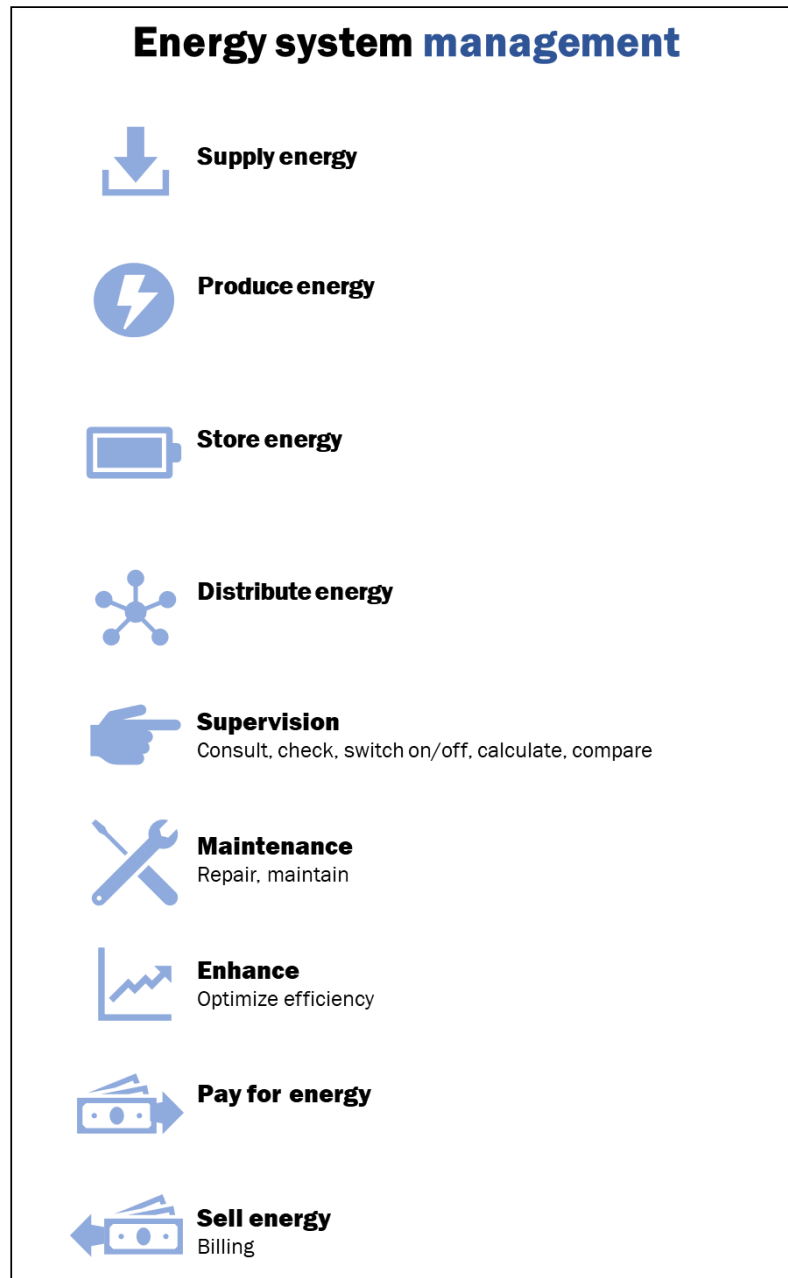 Energy system management
Supply energy
Produce energy
Store energy
Distribute energy
Supervision
Consult, check, switch on/off, calculate, compare
Maintenance
Repair, maintain
Enhance
Optimize efficiency
Pay for energy
Sell energy
Billing